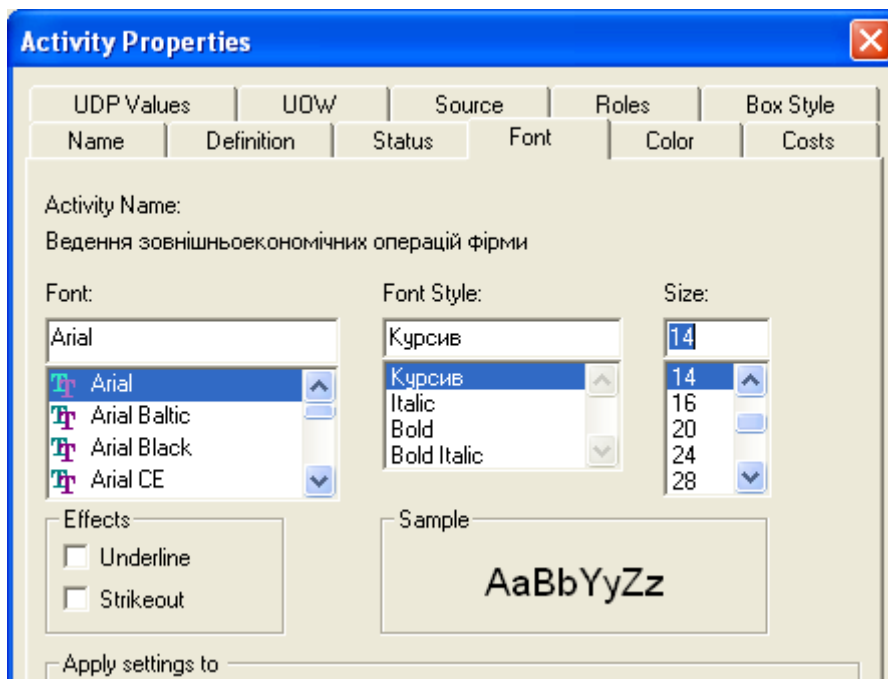 Activity Properties
UDP Values UOW Source Roles Box Style
Name Definition Status Font Color Costs
Activity Name:
Ведення зовнішньоекономічних операцій фірми
Font: Font Style: Size:
Arial Курсив 14
Arial Курсив 14
Arial Baltic Italic 16
Arial Black Bold 20
Arial CE Bold Italic 24
28
Effects Sample
Underline
Strikeout
AaBbYyZz
Apply settings to